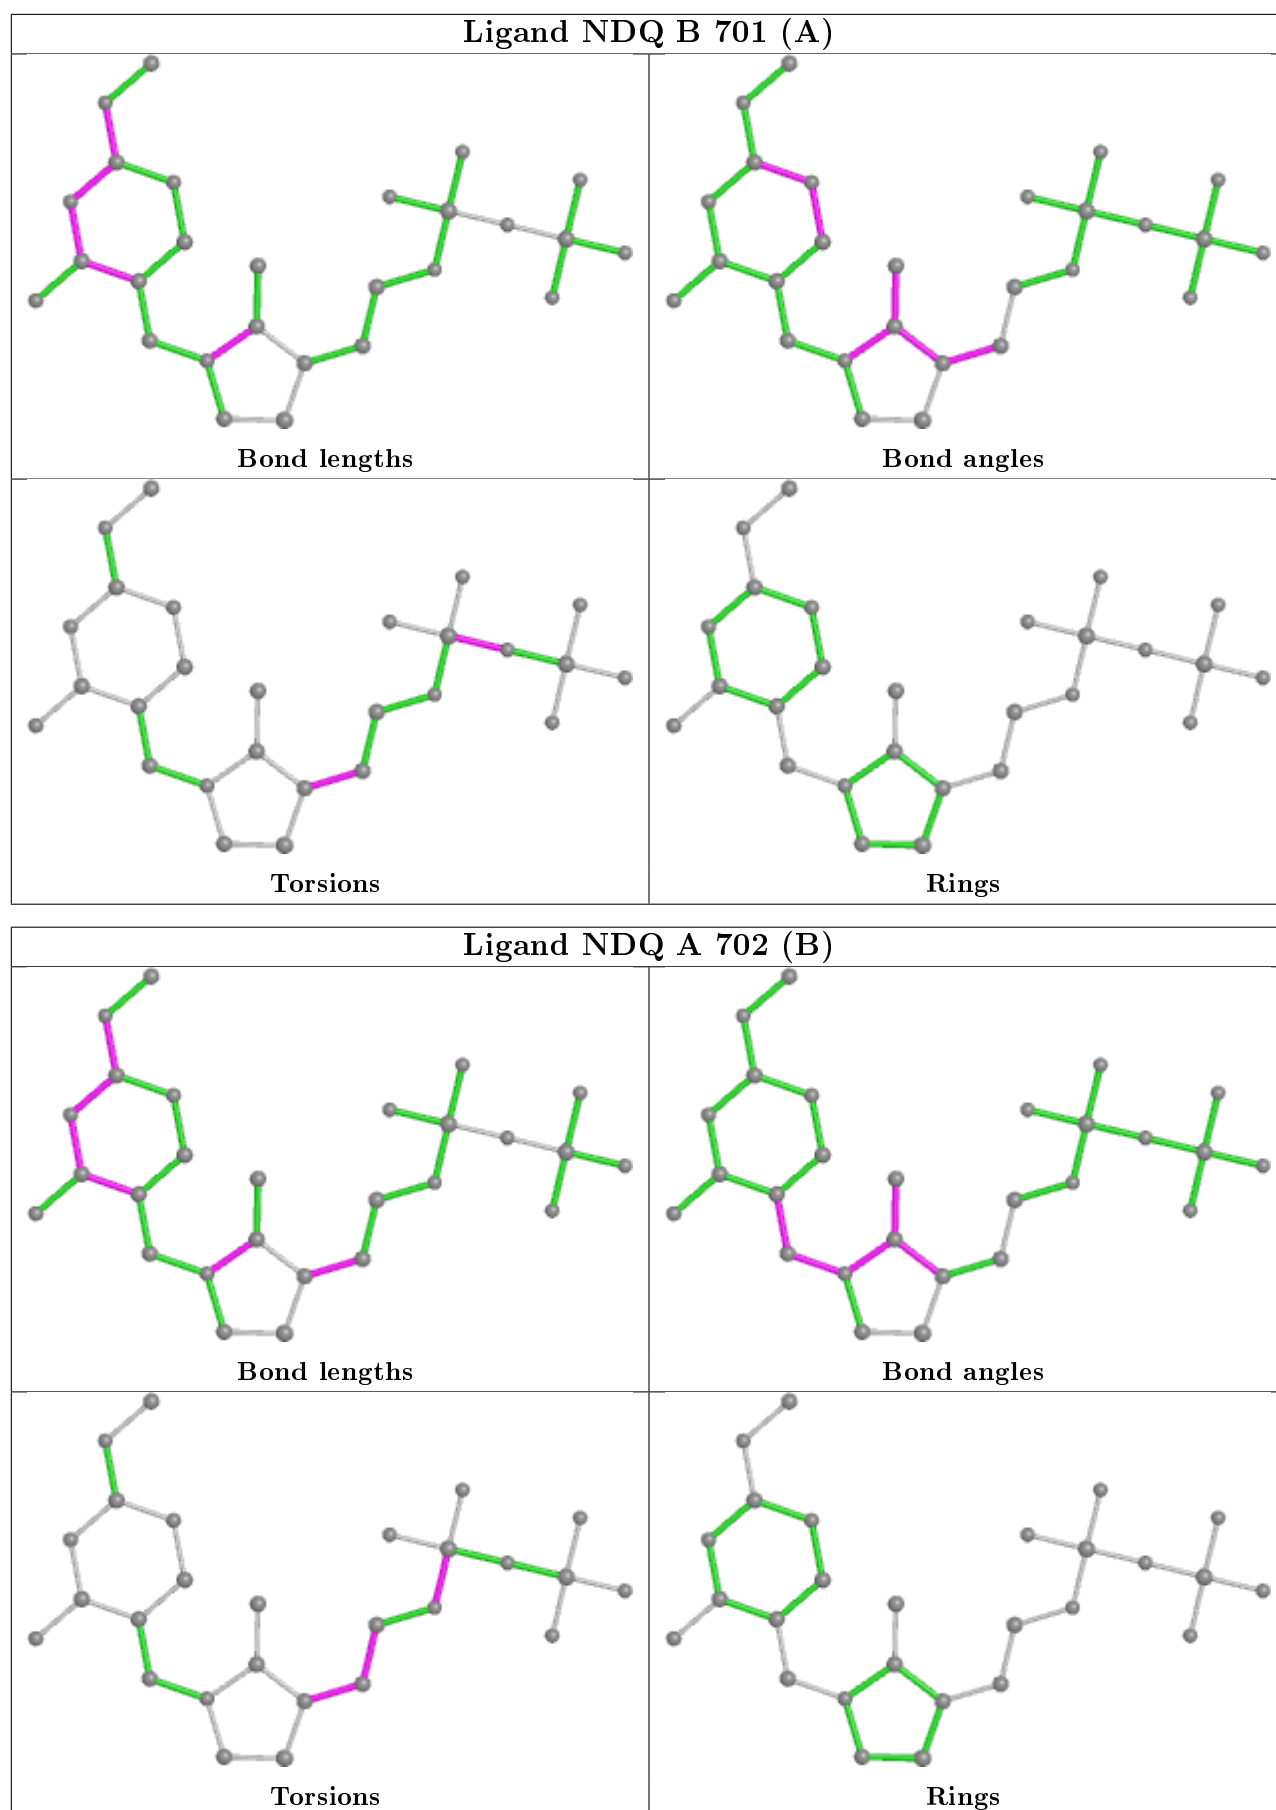 Ligand NDQ B 701 (A)
Bond lengths
Bond angles
Torsions
Rings
Ligand NDQ A 702 (B)
Bond lengths
Bond angles
Torsions
Rings